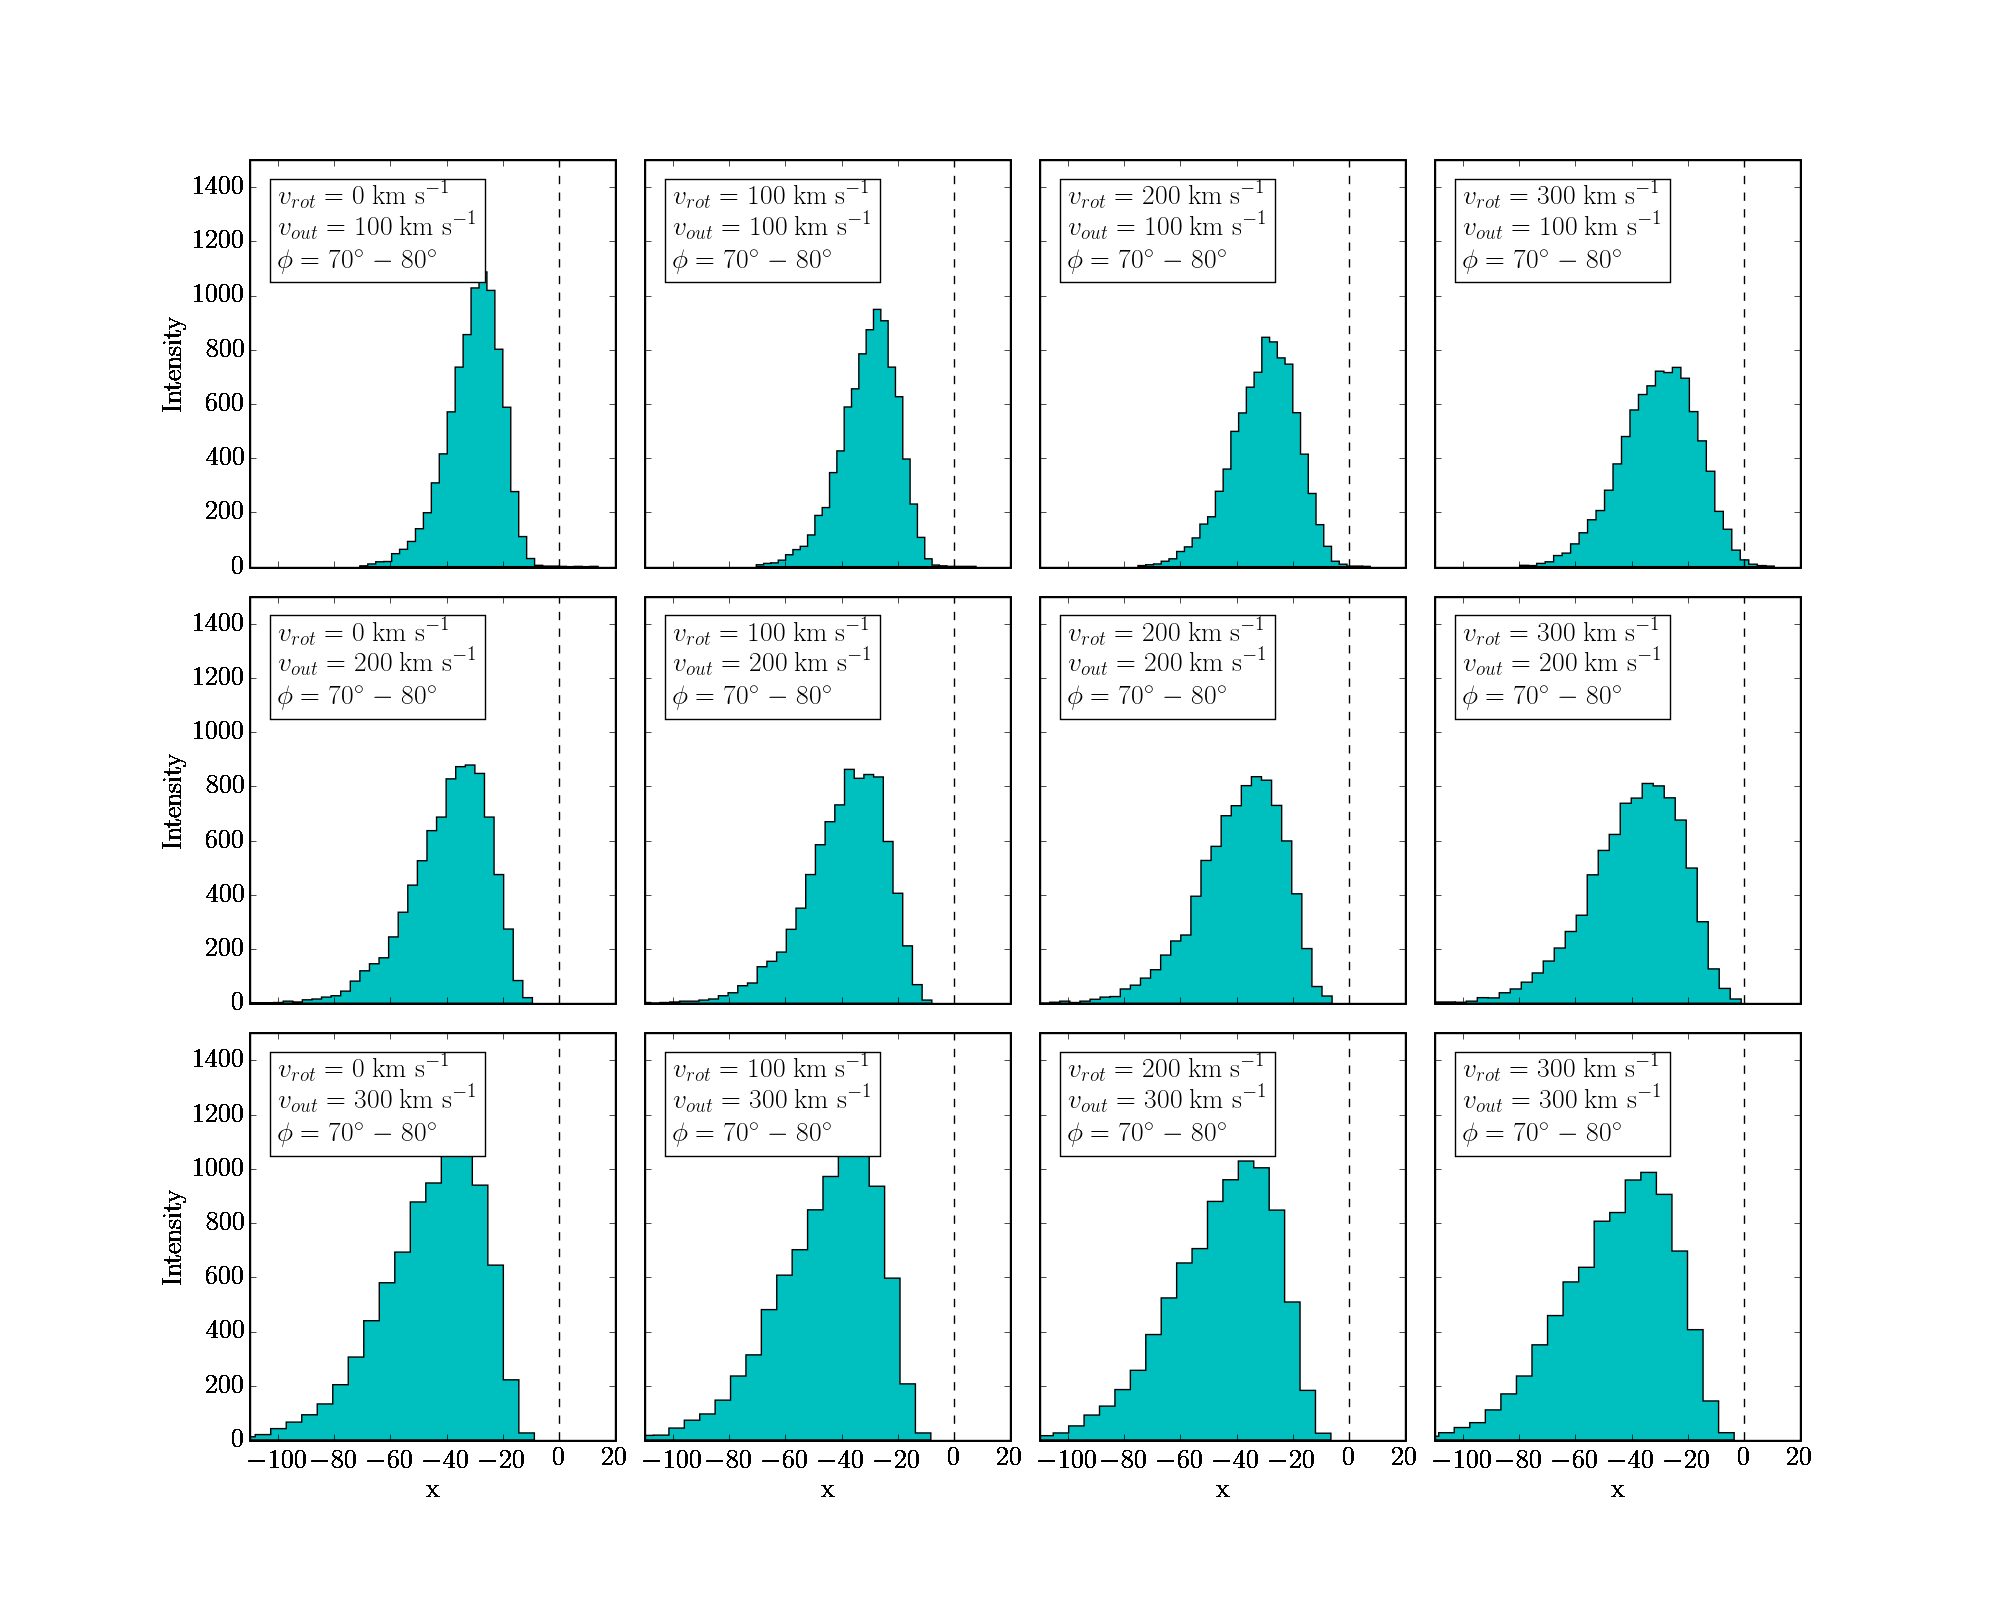 1400
1200
1000
800
600
400
200
0
Intensity
v_rot = 0 km s⁻¹
v_out = 100 km s⁻¹
ϕ = 70° − 80°
v_rot = 100 km s⁻¹
v_out = 100 km s⁻¹
ϕ = 70° − 80°
v_rot = 200 km s⁻¹
v_out = 100 km s⁻¹
ϕ = 70° − 80°
v_rot = 300 km s⁻¹
v_out = 100 km s⁻¹
ϕ = 70° − 80°
1400
1200
1000
800
600
400
200
0
Intensity
v_rot = 0 km s⁻¹
v_out = 200 km s⁻¹
ϕ = 70° − 80°
v_rot = 100 km s⁻¹
v_out = 200 km s⁻¹
ϕ = 70° − 80°
v_rot = 200 km s⁻¹
v_out = 200 km s⁻¹
ϕ = 70° − 80°
v_rot = 300 km s⁻¹
v_out = 200 km s⁻¹
ϕ = 70° − 80°
1400
1200
1000
800
600
400
200
0
Intensity
v_rot = 0 km s⁻¹
v_out = 300 km s⁻¹
ϕ = 70° − 80°
v_rot = 100 km s⁻¹
v_out = 300 km s⁻¹
ϕ = 70° − 80°
v_rot = 200 km s⁻¹
v_out = 300 km s⁻¹
ϕ = 70° − 80°
v_rot = 300 km s⁻¹
v_out = 300 km s⁻¹
ϕ = 70° − 80°
−100 −80 −60 −40 −20 0 20
x
−100 −80 −60 −40 −20 0 20
x
−100 −80 −60 −40 −20 0 20
x
−100 −80 −60 −40 −20 0 20
x